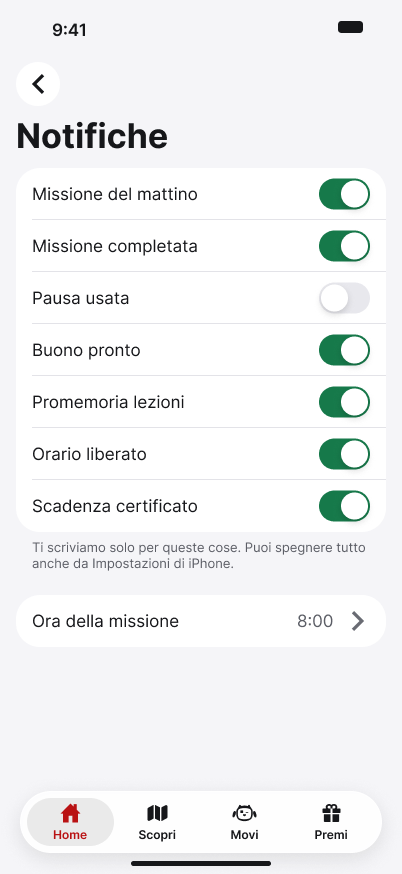 9:41
Notifiche
Missione del mattino
Missione completata
Pausa usata
Buono pronto
Promemoria lezioni
Orario liberato
Scadenza certificato
Ti scriviamo solo per queste cose. Puoi spegnere tutto
anche da Impostazioni di iPhone.
Ora della missione 8:00
Home Scopri Movi Premi